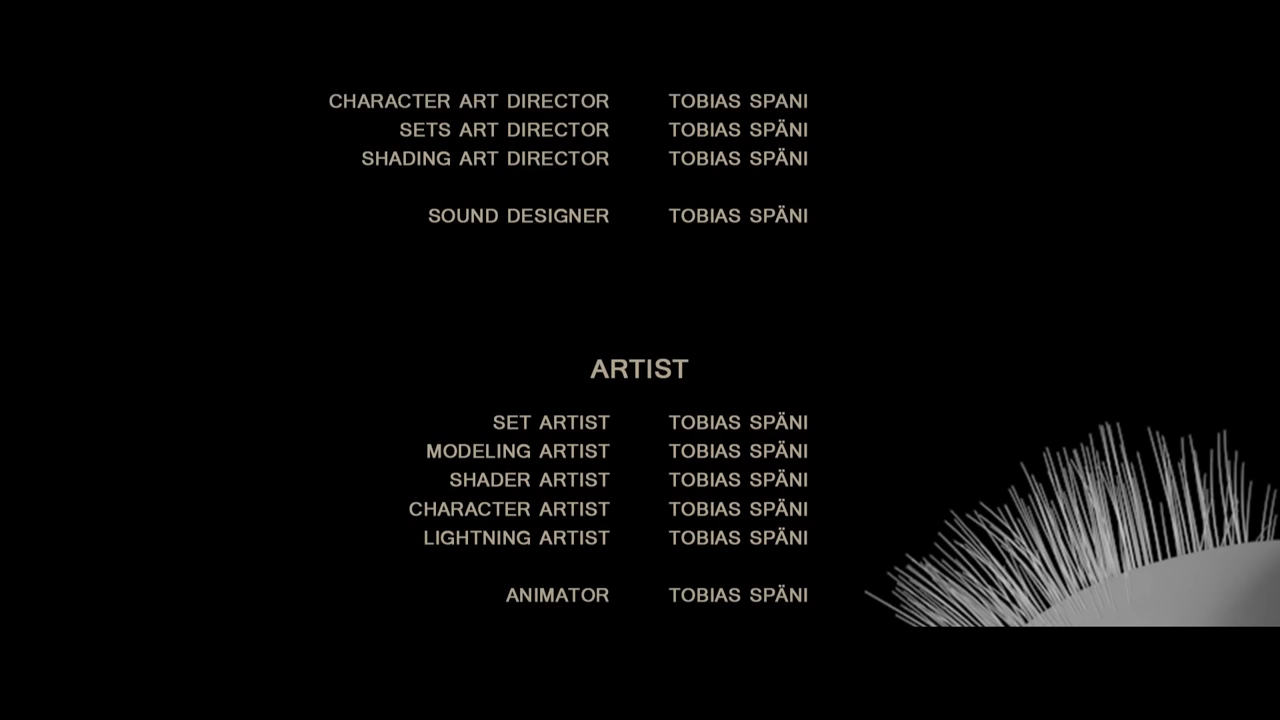 CHARACTER ART DIRECTOR TOBIAS SPANI
SETS ART DIRECTOR TOBIAS SPÄNI
SHADING ART DIRECTOR TOBIAS SPÄNI
SOUND DESIGNER TOBIAS SPÄNI
ARTIST
SET ARTIST TOBIAS SPÄNI
MODELING ARTIST TOBIAS SPÄNI
SHADER ARTIST TOBIAS SPÄNI
CHARACTER ARTIST TOBIAS SPÄNI
LIGHTNING ARTIST TOBIAS SPÄNI
ANIMATOR TOBIAS SPÄNI